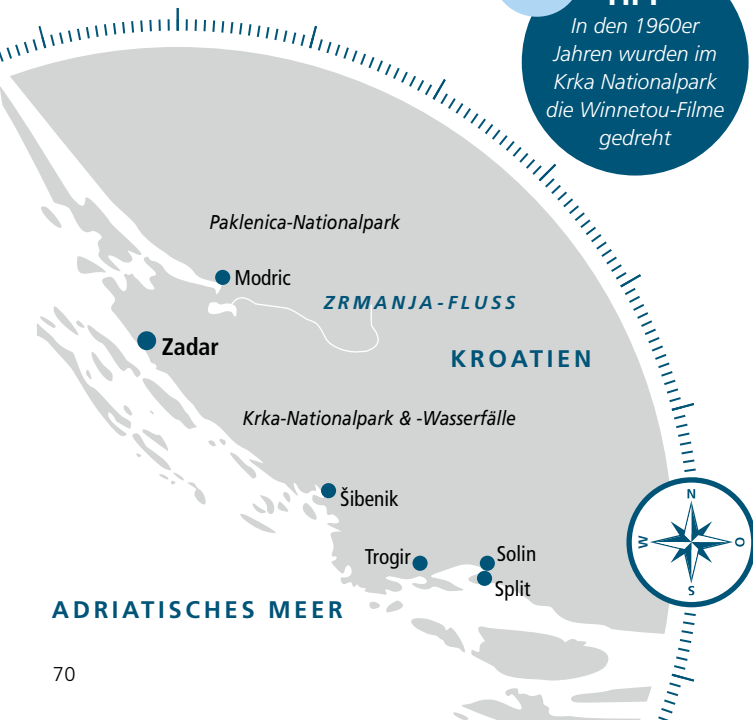 In den 1960er
Jahren wurden im
Krka Nationalpark
die Winnetou-Filme
gedreht
Paklenica-Nationalpark
Modric
ZRMANJA-FLUSS
Zadar
KROATIEN
Krka-Nationalpark & -Wasserfälle
Šibenik
N
W
O
S
Trogir
Solin
Split
ADRIATISCHES MEER
70